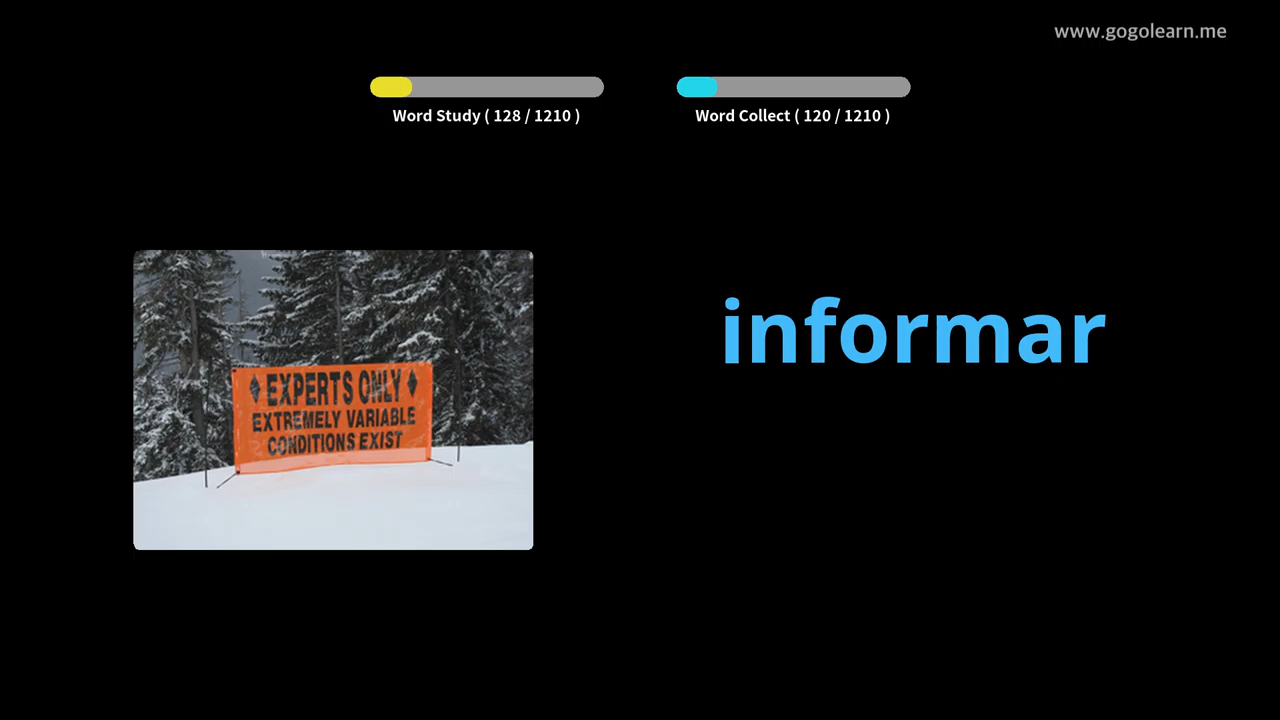 www.gogolearn.me
Word Study ( 128 / 1210 )
Word Collect ( 120 / 1210 )
EXPERTS ONLY
EXTREMELY VARIABLE
CONDITIONS EXIST
informar